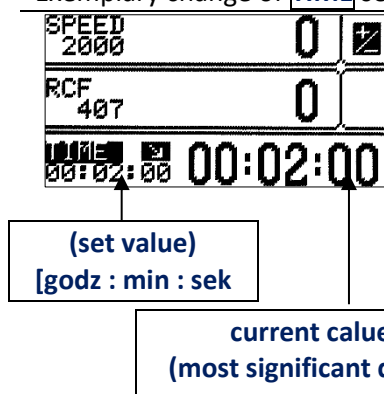 Exemplary change of TIME
SPEED 0
2000
RCF 0
407
TIME
00:02:00 00:02:00
(set value)
[godz : min : sek
current calue
(most significant